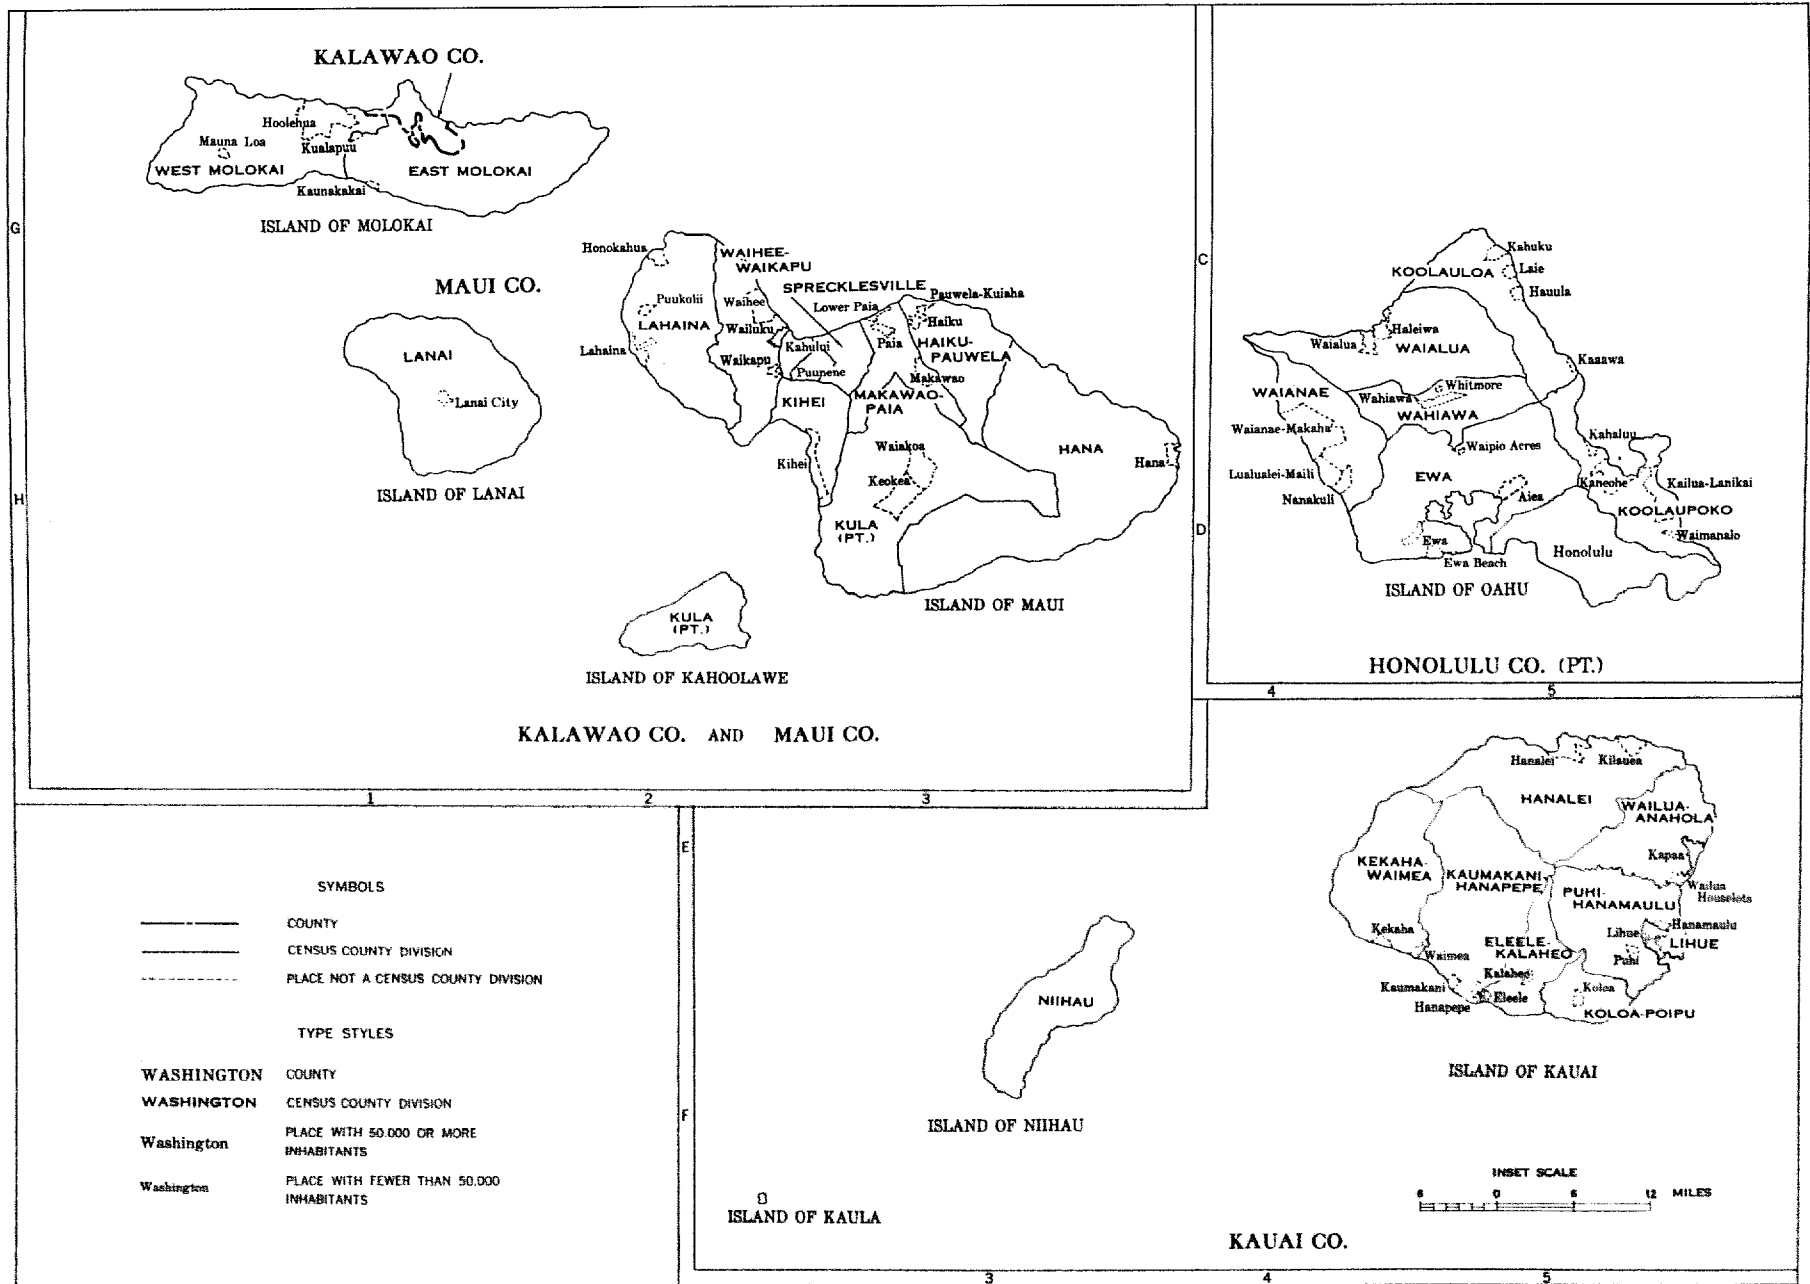 KALAWAO CO.
Hoolehua
Mauna Loa
Kualapuu
WEST MOLOKAI
EAST MOLOKAI
Kaunakakai
ISLAND OF MOLOKAI
G
MAUI CO.
LANAI
Lanai City
ISLAND OF LANAI
H
Honokahua
WAIHEE-
WAIKAPU
SPRECKLESVILLE
Puukolii
Waihee
Lower Paia
Pauwela-Kuiaha
LAHAINA
Wailuku
Haiku
Lahaina
Kahului
Paia
HAIKU-
PAUWELA
Waikapu
Puunene
Makawao
KIHEI
MAKAWAO-
PAIA
Waiakoa
HANA
Hana
Kihei
Keokea
KULA
(PT.)
ISLAND OF MAUI
KULA
(PT.)
ISLAND OF KAHOOLAWE
KALAWAO CO. AND MAUI CO.
1
2
3
C
Kahuku
KOOLAULOA
Laie
Hauula
Haleiwa
Waialua
WAIALUA
Kaaawa
WAIANAE
Whitmore
Wahiawa
WAHIAWA
Waianae-Makaha
Waipio Acres
Kahaluu
Lualualei-Maili
EWA
Kaneohe
Kailua-Lanikai
Nanakuli
Aiea
KOOLAUPOKO
D
Ewa
Waimanalo
Ewa Beach
Honolulu
ISLAND OF OAHU
HONOLULU CO. (PT.)
4
5
SYMBOLS
COUNTY
CENSUS COUNTY DIVISION
PLACE NOT A CENSUS COUNTY DIVISION
TYPE STYLES
WASHINGTON COUNTY
WASHINGTON CENSUS COUNTY DIVISION
Washington PLACE WITH 50,000 OR MORE
INHABITANTS
Washington PLACE WITH FEWER THAN 50,000
INHABITANTS
E
F
Hanalei
Kilauea
HANALEI
WAILUA-
ANAHOLA
Kapaa
KEKAHA-
WAIMEA
KAUMAKANI-
HANAPEPE
PUHI-
HANAMAULU
Wailua
Houselots
Hanamaulu
Kekaha
Lihue
LIHUE
ELEELE-
KALAHEO
Waimea
Puhi
Kalaheo
Kaumakani
Koloa
Hanapepe
Eleele
KOLOA-POIPU
ISLAND OF KAUAI
NIIHAU
ISLAND OF NIIHAU
ISLAND OF KAULA
INSET SCALE
6 0 6 12 MILES
KAUAI CO.
3
4
5